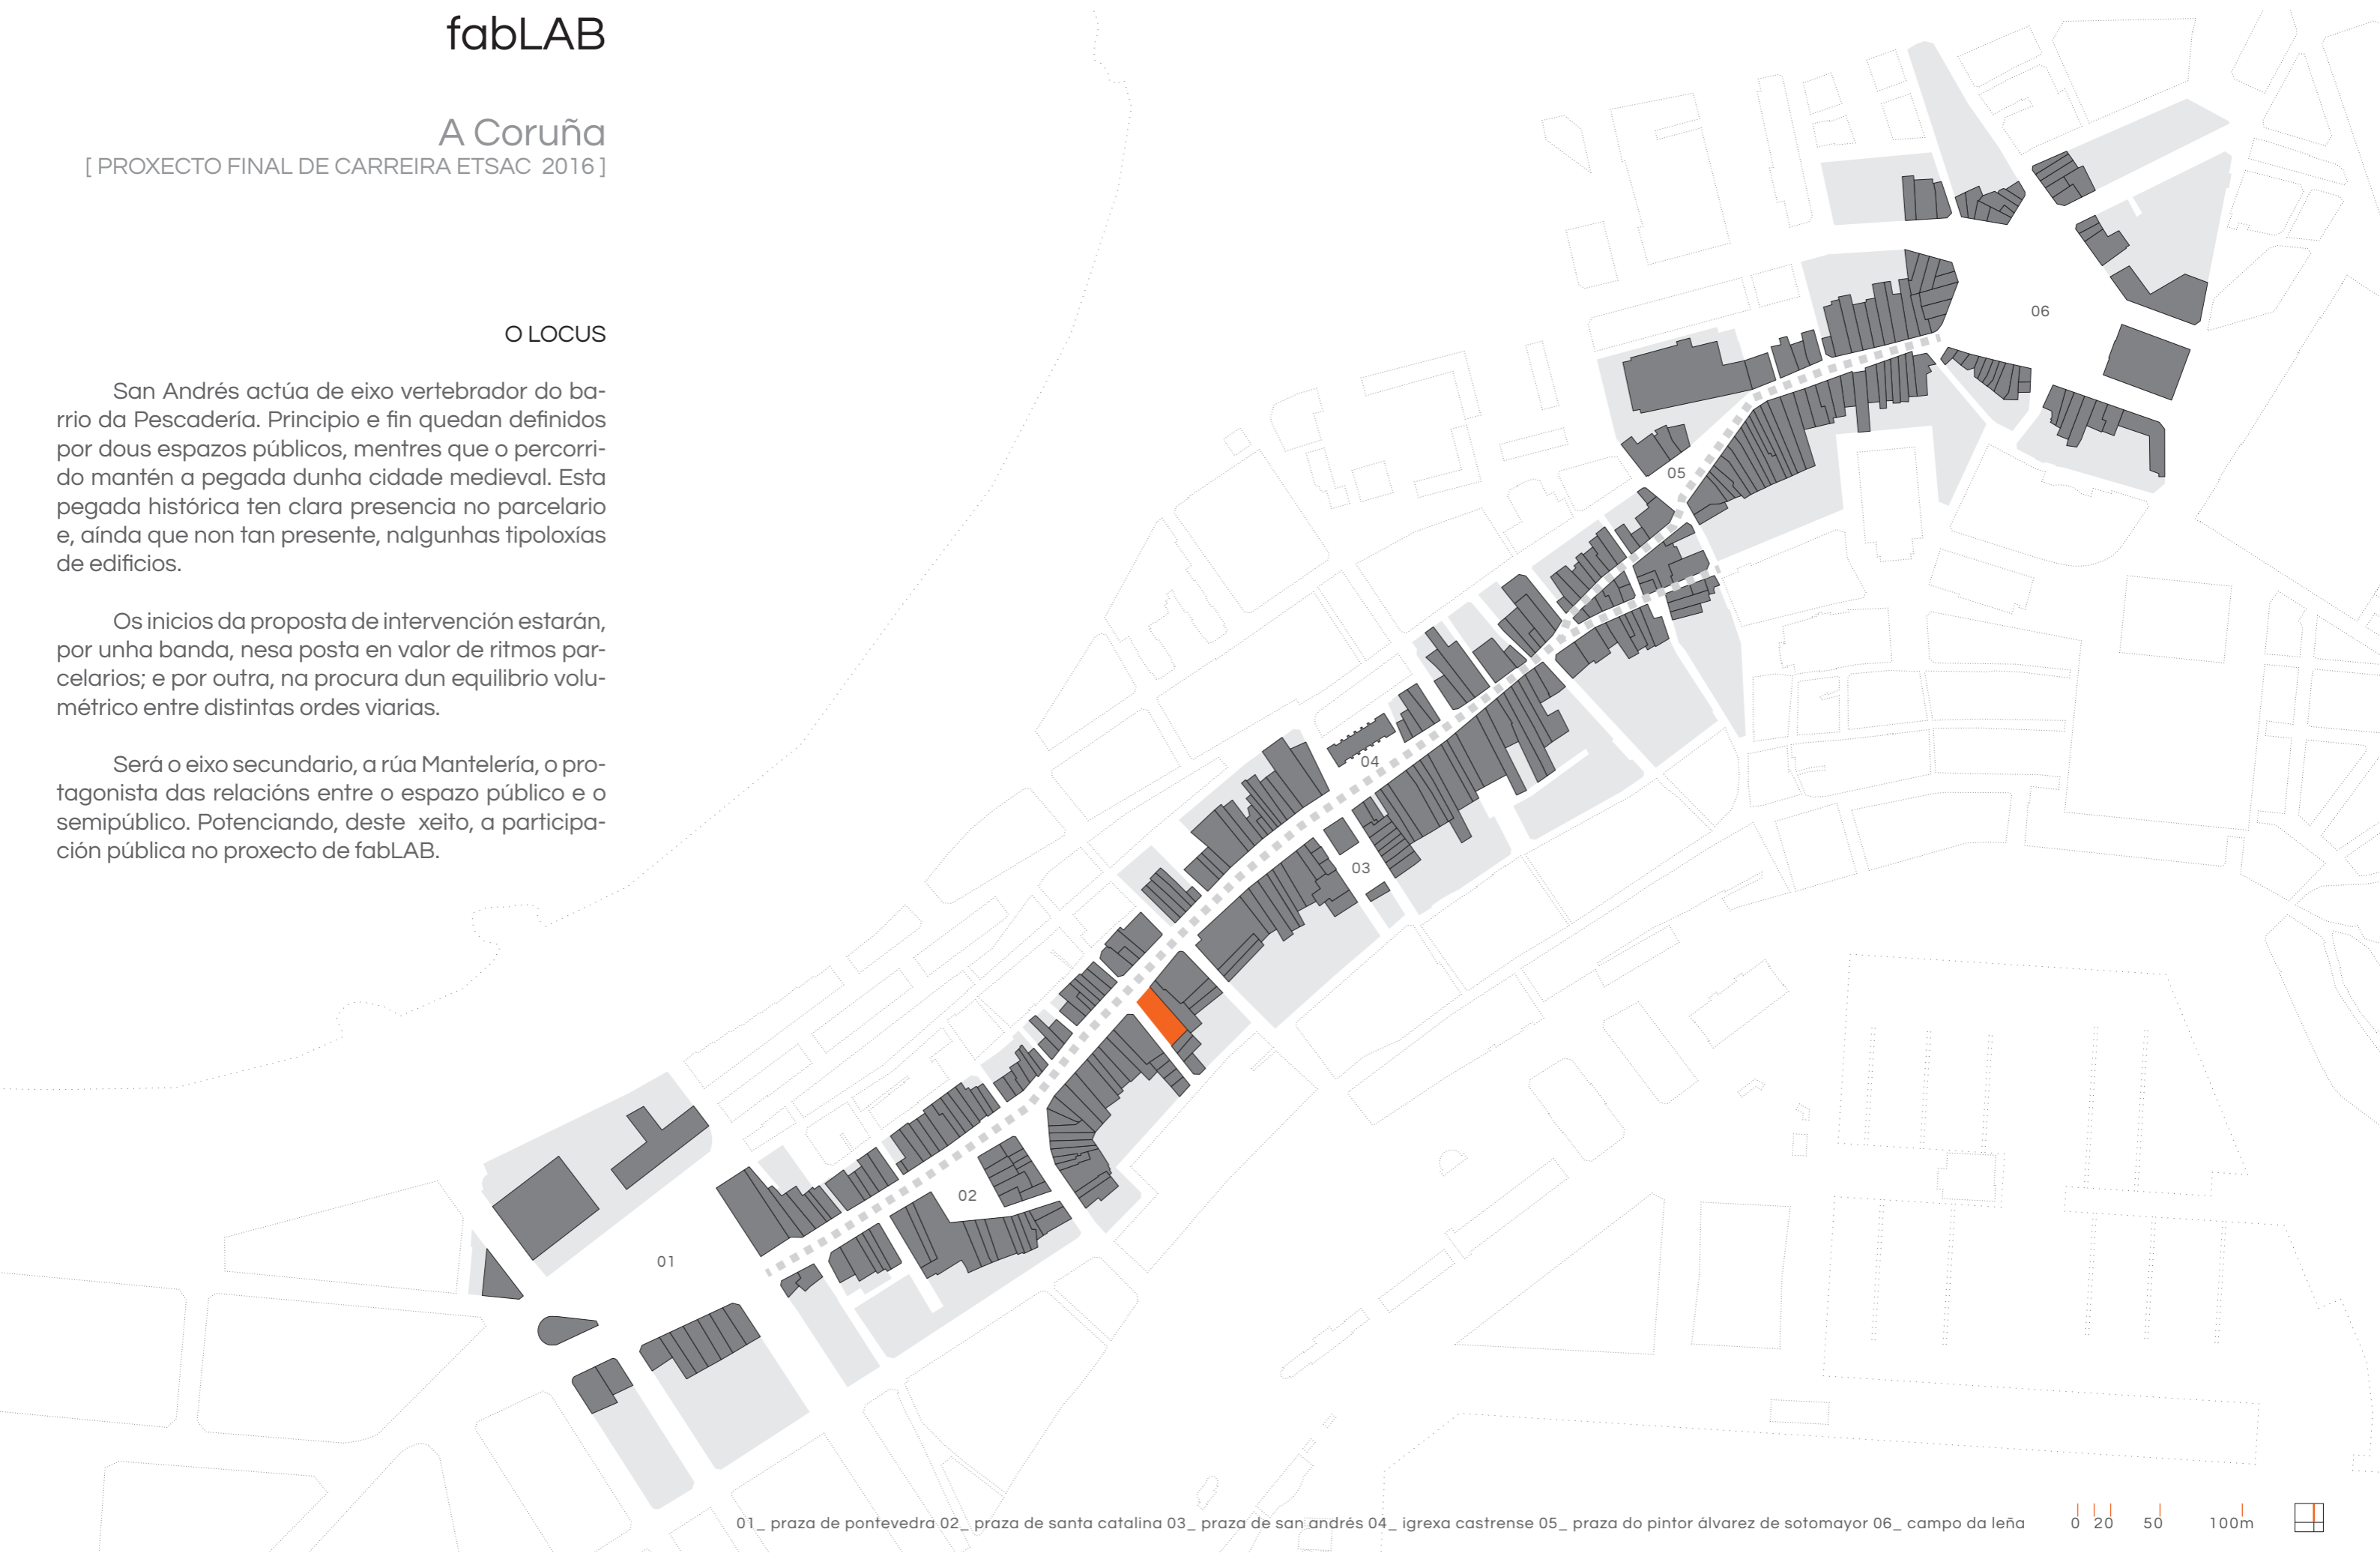 fabLAB
A Coruña
[ PROXECTO FINAL DE CARREIRA ETSAC 2016 ]
O LOCUS
San Andrés actúa de eixo vertebrador do ba-
rrio da Pescadería. Principio e fin quedan definidos
por dous espazos públicos, mentres que o percorri-
do mantén a pegada dunha cidade medieval. Esta
pegada histórica ten clara presencia no parcelario
e, aínda que non tan presente, nalgunhas tipoloxías
de edificios.
Os inicios da proposta de intervención estarán,
por unha banda, nesa posta en valor de ritmos par-
celarios; e por outra, na procura dun equilibrio volu-
métrico entre distintas ordes viarias.
Será o eixo secundario, a rúa Mantelería, o pro-
tagonista das relacións entre o espazo público e o
semipúblico. Potenciando, deste xeito, a participa-
ción pública no proxecto de fabLAB.
06
05
04
03
02
01
01_ praza de pontevedra 02_ praza de santa catalina 03_ praza de san andrés 04_ igrexa castrense 05_ praza do pintor álvarez de sotomayor 06_ campo da leña
0 20 50 100m